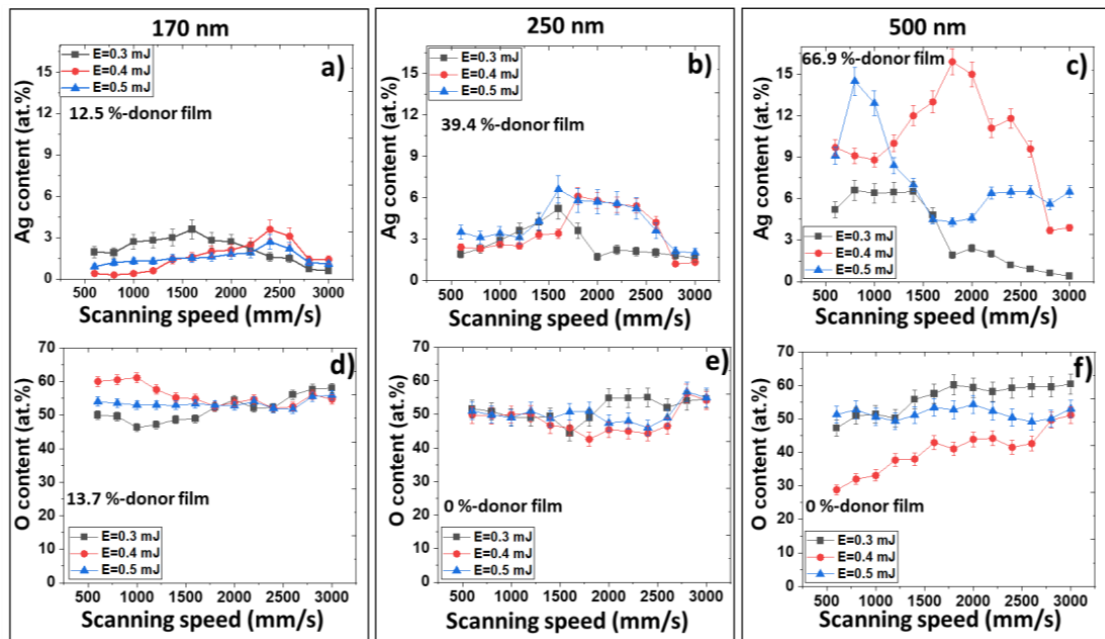 170 nm
250 nm
500 nm
a)
E=0.3 mJ
E=0.4 mJ
E=0.5 mJ
12.5 %-donor film
Ag content (at.%)
15
12
9
6
3
0
500 1000 1500 2000 2500 3000
Scanning speed (mm/s)
b)
E=0.3 mJ
E=0.4 mJ
E=0.5 mJ
39.4 %-donor film
Ag content (at.%)
15
12
9
6
3
0
500 1000 1500 2000 2500 3000
Scanning speed (mm/s)
c)
66.9 %-donor film
E=0.3 mJ
E=0.4 mJ
E=0.5 mJ
Ag content (at.%)
15
12
9
6
3
0
500 1000 1500 2000 2500 3000
Scanning speed (mm/s)
d)
13.7 %-donor film
E=0.3 mJ
E=0.4 mJ
E=0.5 mJ
O content (at.%)
70
60
50
40
30
20
10
0
500 1000 1500 2000 2500 3000
Scanning speed (mm/s)
e)
0 %-donor film
E=0.3 mJ
E=0.4 mJ
E=0.5 mJ
O content (at.%)
70
60
50
40
30
20
10
0
500 1000 1500 2000 2500 3000
Scanning speed (mm/s)
f)
0 %-donor film
E=0.3 mJ
E=0.4 mJ
E=0.5 mJ
O content (at.%)
70
60
50
40
30
20
10
0
500 1000 1500 2000 2500 3000
Scanning speed (mm/s)